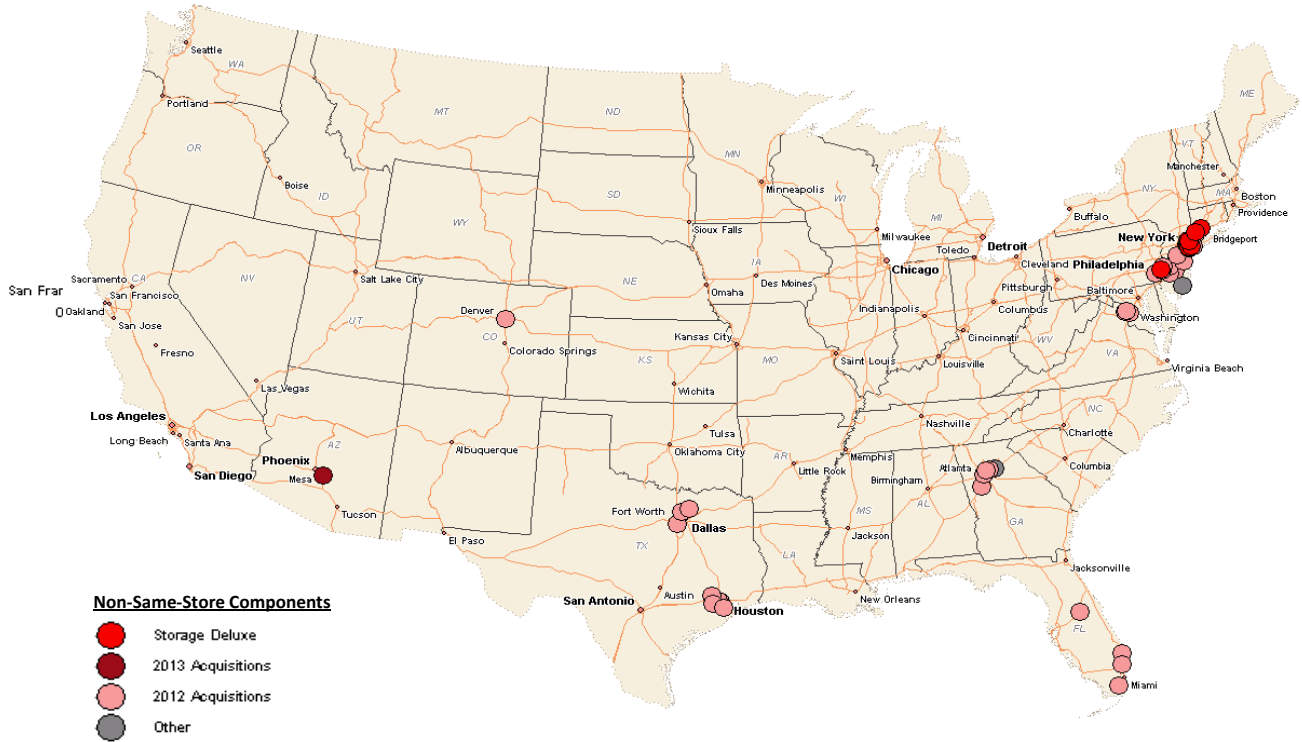 Seattle
WA
Portland
OR
Boise
ID
MT
ND
MN
Minneapolis
SD
WY
Sioux Falls
WI
Milwaukee
MI
Toledo
Detroit
Cleveland
Chicago
Buffalo
NY
VT
ME
Manchester
MA
Boston
Providence
New York
Bridgeport
Philadelphia
Pittsburgh
Baltimore
Washington
Columbus
Sacramento
CA
NV
San Frar
San Francisco
O
Oakland
San Jose
Fresno
Salt Lake City
UT
Denver
CO
Colorado Springs
NE
IA
Omaha
Des Moines
Kansas City
KS
MO
Wichita
Saint Louis
Indianapolis
Cincinnati
Louisville
WV
VA
Virginia Beach
Las Vegas
Los Angeles
Long Beach
Santa Ana
San Diego
AZ
Phoenix
Mesa
Tucson
Albuquerque
El Paso
Tulsa
Oklahoma City
AR
Little Rock
Memphis
Nashville
NC
Charlotte
Columbia
Atlanta
Birmingham
AL
GA
MS
Jackson
LA
New Orleans
Fort Worth
Dallas
TX
Austin
San Antonio
Houston
Jacksonville
FL
Miami
Non-Same-Store Components
Storage Deluxe
2013 Acquisitions
2012 Acquisitions
Other